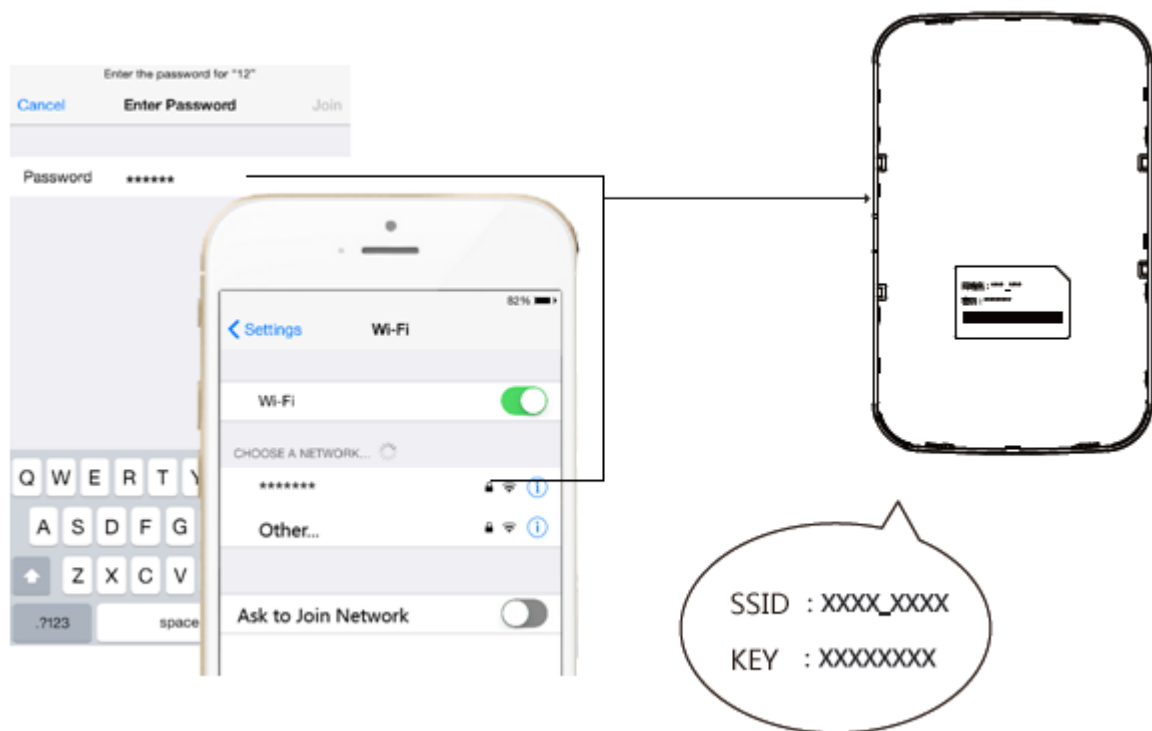 Enter the password for "12"
Cancel Enter Password Join
Password ******
82%
Settings Wi-Fi
Wi-Fi
CHOOSE A NETWORK...
*******
Other...
Ask to Join Network
Q W E R T Y
A S D F G
Z X C V
.?123 space
SSID : XXXX_XXXX
KEY : XXXXXXXX